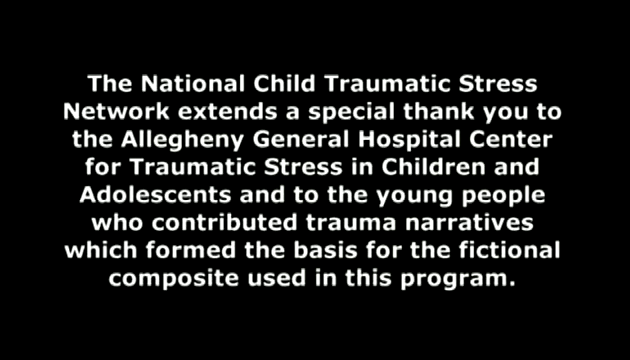 The National Child Traumatic Stress
Network extends a special thank you to
the Allegheny General Hospital Center
for Traumatic Stress in Children and
Adolescents and to the young people
who contributed trauma narratives
which formed the basis for the fictional
composite used in this program.